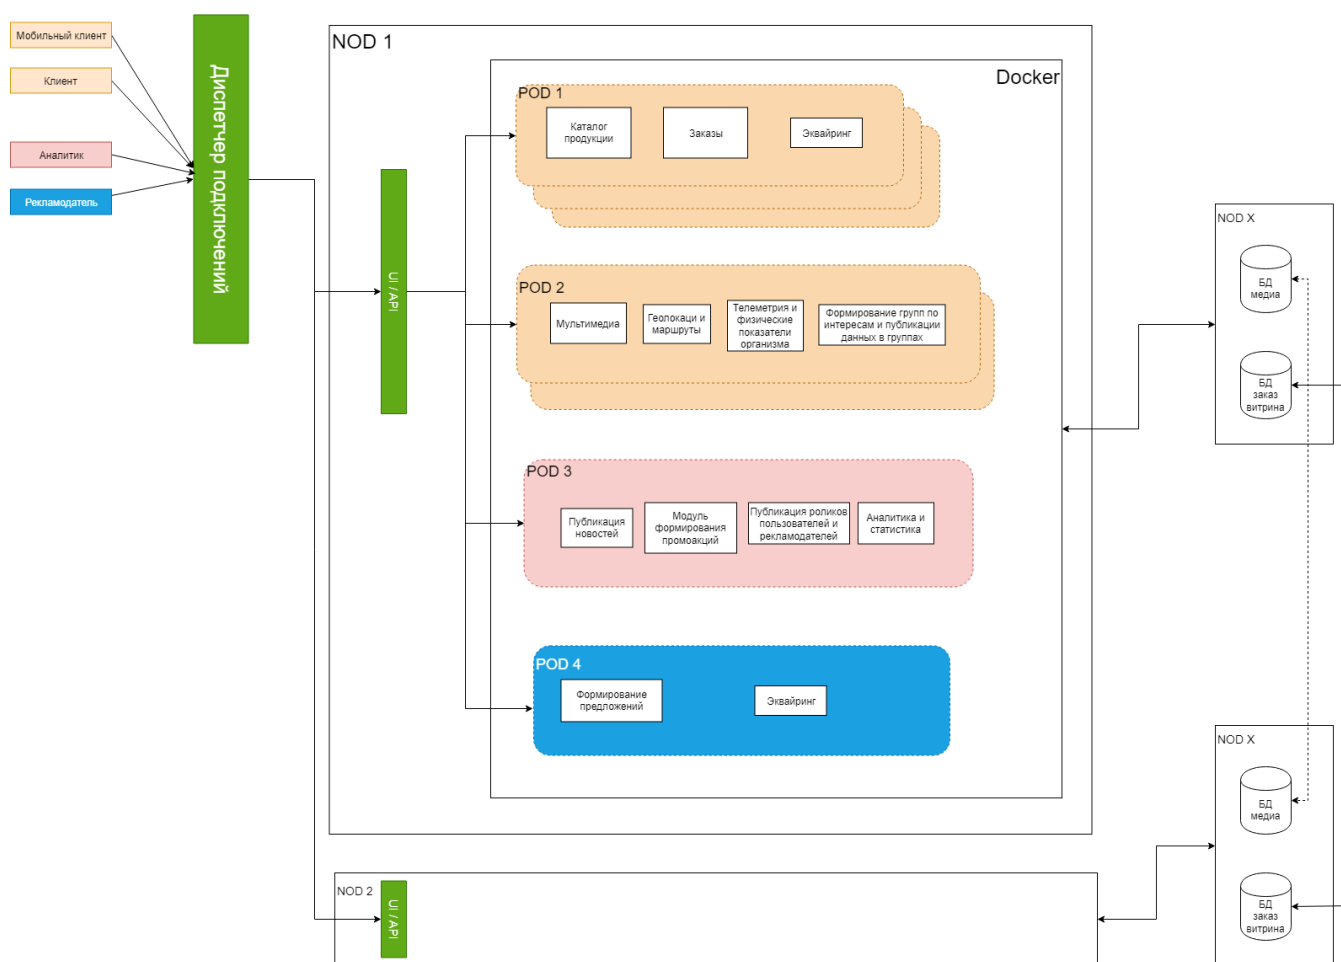 Мобильный клиент
Клиент
Аналитик
Рекламодатель
Диспетчер подключений
NOD 1
UI / API
Docker
POD 1
Каталог
продукции
Заказы
Эквайринг
POD 2
Мультимедиа
Геолокаци и
маршруты
Телеметрия и
физические
показатели
организма
Формирование групп по
интересам и публикации
данных в группах
POD 3
Публикация
новостей
Модуль
формирования
промоакций
Публикация роликов
пользователей и
рекламодателей
Аналитика и
статистика
POD 4
Формирование
предложений
Эквайринг
NOD X
БД
медиа
БД
заказ
витрина
NOD 2
UI / API
NOD X
БД
медиа
БД
заказ
витрина